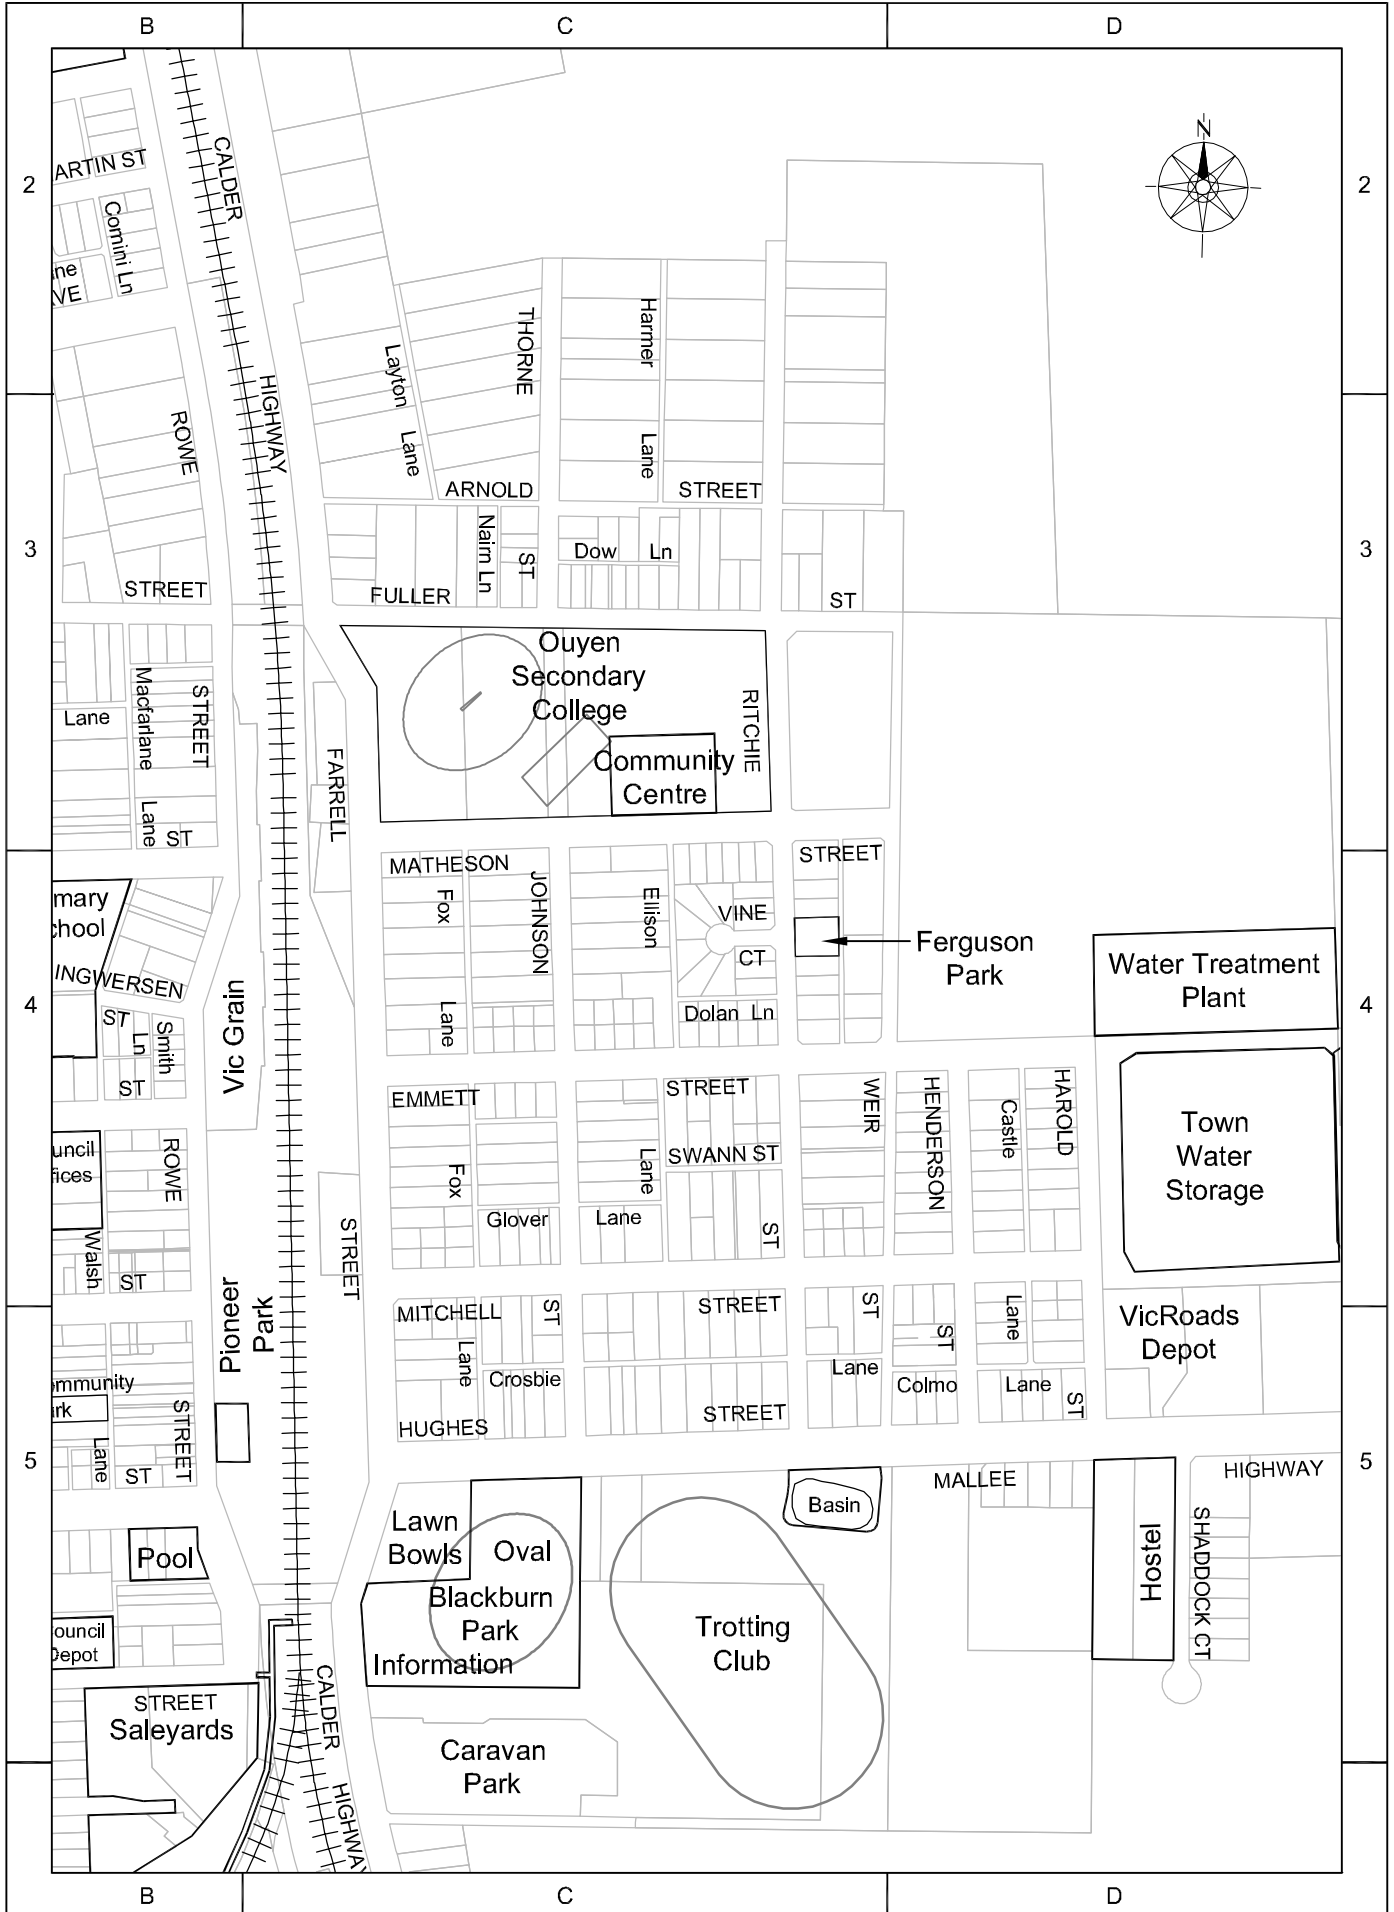 B
C
D
2
2
N
ARTIN ST
CALDER
Comini Ln
ne
VE
Layton
THORNE
Harmer
HIGHWAY
ROWE
Lane
Lane
ARNOLD
STREET
3
3
Nairn Ln
ST
Dow
Ln
STREET
FULLER
ST
Ouyen
Secondary
College
Macfarlane
STREET
RITCHIE
Lane
FARRELL
Community
Centre
Lane
ST
MATHESON
STREET
mary
hool
Fox
JOHNSON
Ellison
VINE
CT
Ferguson
Park
Water Treatment
Plant
INGWERSEN
4
4
ST
Ln
Smith
Vic Grain
Lane
Dolan Ln
ST
EMMETT
STREET
WEIR
HENDERSON
Castle
HAROLD
Town
Water
Storage
uncil
fices
ROWE
Fox
Lane
SWANN ST
Glover
Lane
ST
Walsh
ST
STREET
Pioneer
Park
MITCHELL
ST
STREET
ST
ST
Lane
VicRoads
Depot
Lane
Crosbie
Lane
Colmo
Lane
ST
mmunity
rk
STREET
HUGHES
STREET
Lane
ST
5
5
MALLEE
HIGHWAY
Basin
Lawn
Bowls
Oval
Pool
Hostel
SHADDOCK CT
Blackburn
Park
Information
Trotting
Club
ouncil
Depot
CALDER
STREET
Saleyards
Caravan
Park
HIGHWAY
B
C
D